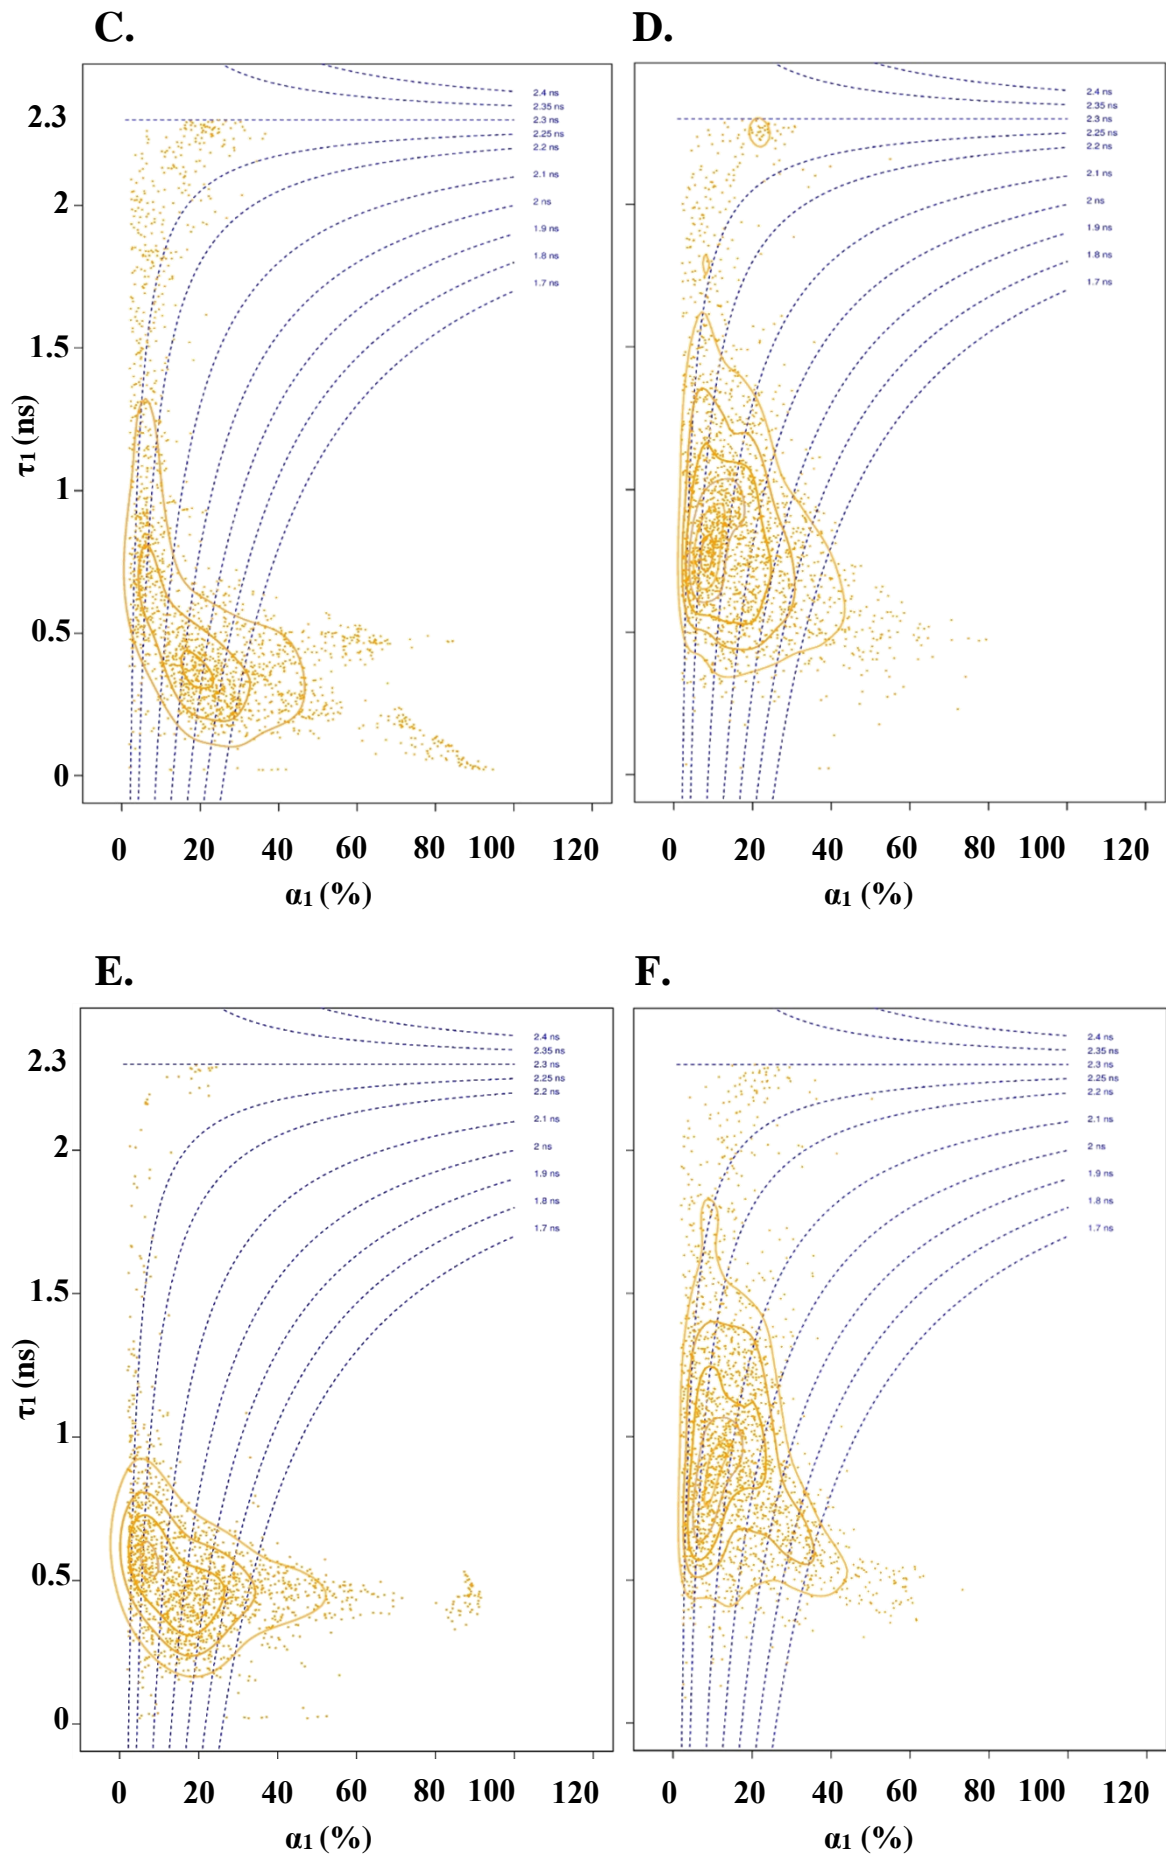 C.
2.3
2
1.5
1
0.5
0
τ1 (ns)
2.4 ns
2.35 ns
2.3 ns
2.25 ns
2.2 ns
2.1 ns
2 ns
1.9 ns
1.8 ns
1.7 ns
0 20 40 60 80 100 120
α1 (%)
D.
2.4 ns
2.35 ns
2.3 ns
2.25 ns
2.2 ns
2.1 ns
2 ns
1.9 ns
1.8 ns
1.7 ns
0 20 40 60 80 100 120
α1 (%)
E.
2.3
2
1.5
1
0.5
0
τ1 (ns)
2.4 ns
2.35 ns
2.3 ns
2.25 ns
2.2 ns
2.1 ns
2 ns
1.9 ns
1.8 ns
1.7 ns
0 20 40 60 80 100 120
α1 (%)
F.
2.4 ns
2.35 ns
2.3 ns
2.25 ns
2.2 ns
2.1 ns
2 ns
1.9 ns
1.8 ns
1.7 ns
0 20 40 60 80 100 120
α1 (%)